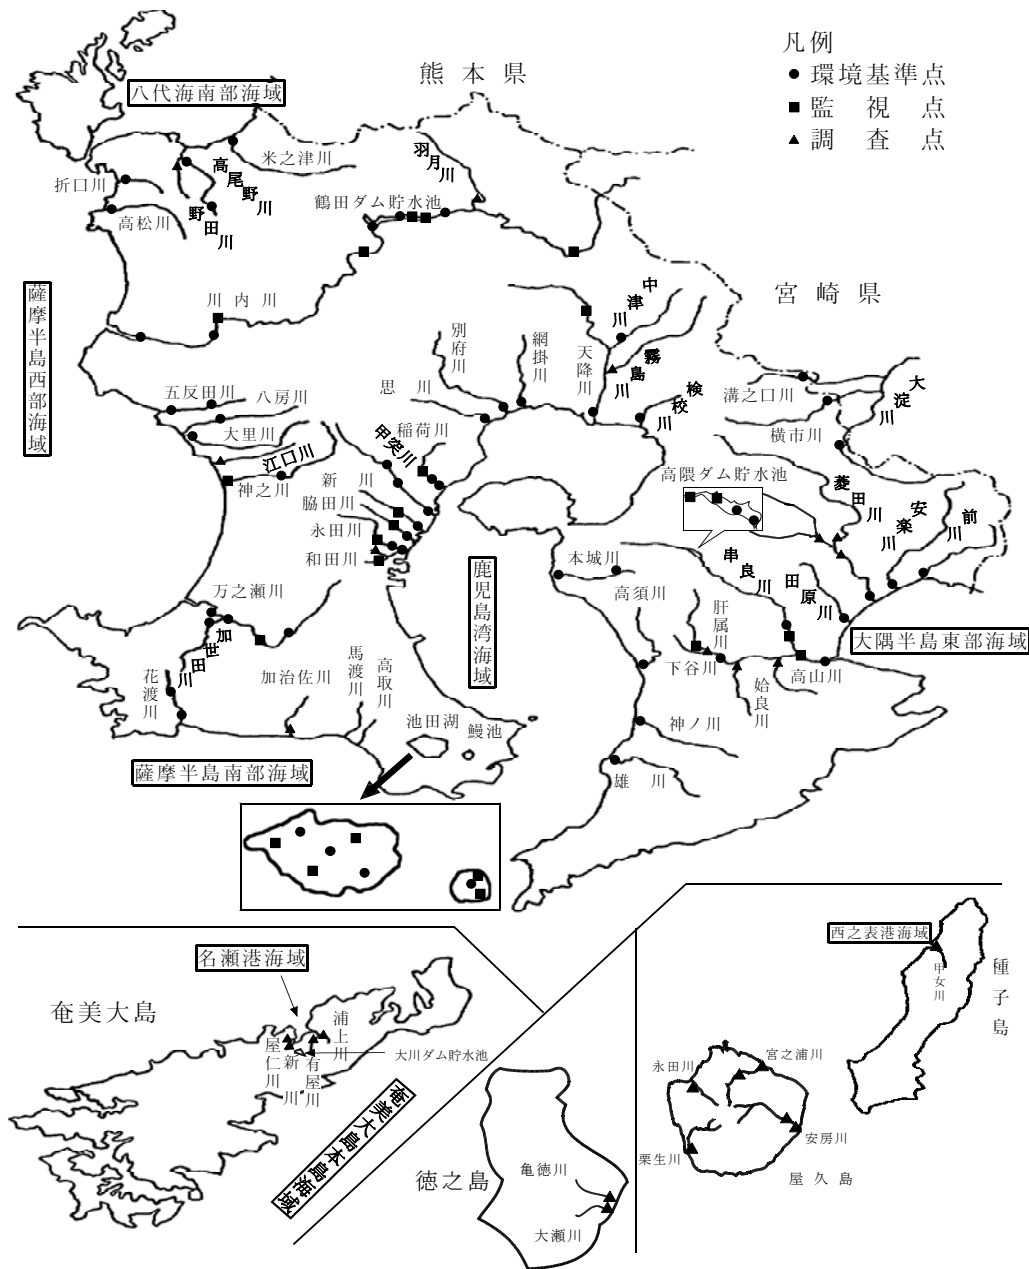 凡例
● 環境基準点
■ 監視点
▲ 調査点
熊本県
八代海南部海域
米之津川
羽月川
高尾野川
折口川
野田川
高松川
鶴田ダム貯水池
宮崎県
薩摩半島西部海域
川内川
中津川
別府川
網掛川
天降川
霧島川
思川
検校川
溝之口川
大淀川
五反田川
八房川
大里川
江口川
神之川
稲荷川
甲突川
新川
脇田川
永田川
和田川
横市川
高隈ダム貯水池
菱田川
安楽川
前川
串良川
田原川
本城川
高須川
肝属川
下谷川
高山川
姶良川
大隅半島東部海域
鹿児島湾海域
万之瀬川
加世田川
花渡川
加治佐川
馬渡川
高取川
池田湖
鰻池
神ノ川
雄川
薩摩半島南部海域
名瀬港海域
奄美大島
浦上川
大川ダム貯水池
屋仁川
新川
有屋川
奄美大島本島海域
徳之島
亀徳川
大瀬川
西之表港海域
甲女川
種子島
永田川
宮之浦川
安房川
栗生川
屋久島